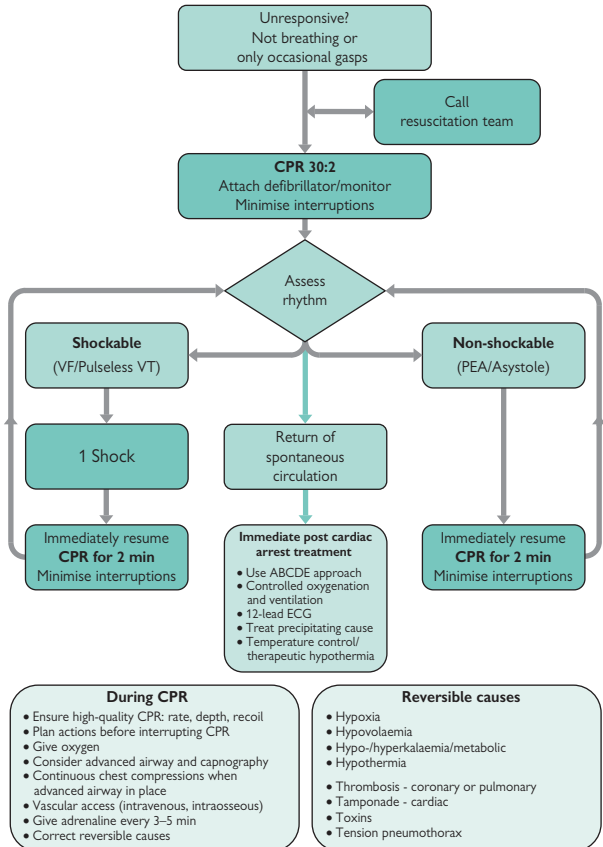 Unresponsive?
Not breathing or
only occasional gasps
Call
resuscitation team
CPR 30:2
Attach defibrillator/monitor
Minimise interruptions
Assess
rhythm
Shockable
(VF/Pulseless VT)
Non-shockable
(PEA/Asystole)
1 Shock
Return of
spontaneous
circulation
Immediately resume
CPR for 2 min
Minimise interruptions
Immediate post cardiac
arrest treatment
• Use ABCDE approach
• Controlled oxygenation
and ventilation
• 12-lead ECG
• Treat precipitating cause
• Temperature control/
therapeutic hypothermia
Immediately resume
CPR for 2 min
Minimise interruptions
During CPR
• Ensure high-quality CPR: rate, depth, recoil
• Plan actions before interrupting CPR
• Give oxygen
• Consider advanced airway and capnography
• Continuous chest compressions when
advanced airway in place
• Vascular access (intravenous, intraosseous)
• Give adrenaline every 3–5 min
• Correct reversible causes
Reversible causes
• Hypoxia
• Hypovolaemia
• Hypo-/hyperkalaemia/metabolic
• Hypothermia
• Thrombosis - coronary or pulmonary
• Tamponade - cardiac
• Toxins
• Tension pneumothorax